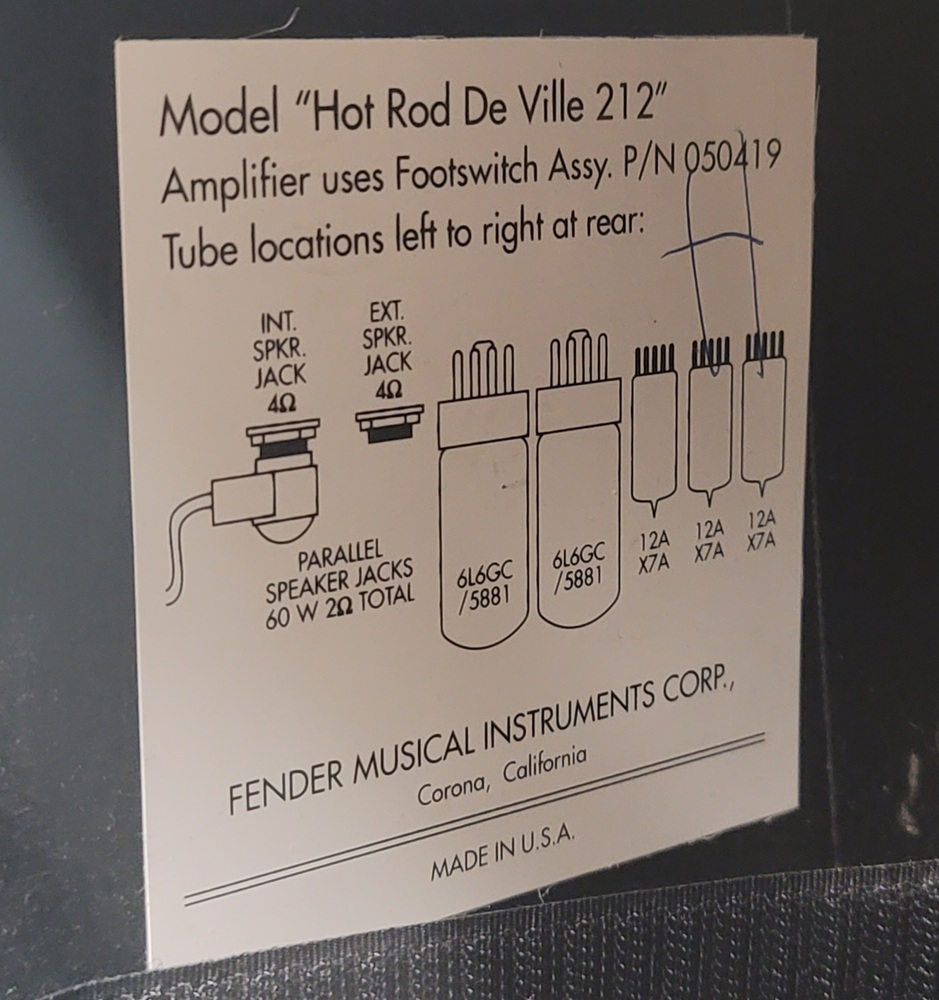 Model “Hot Rod De Ville 212”
Amplifier uses Footswitch Assy. P/N 050419
Tube locations left to right at rear:
INT.
SPKR.
JACK
4Ω
EXT.
SPKR.
JACK
4Ω
PARALLEL
SPEAKER JACKS
60 W 2Ω TOTAL
6L6GC
/5881
6L6GC
/5881
12A
X7A
12A
X7A
12A
X7A
FENDER MUSICAL INSTRUMENTS CORP.,
Corona, California
MADE IN U.S.A.